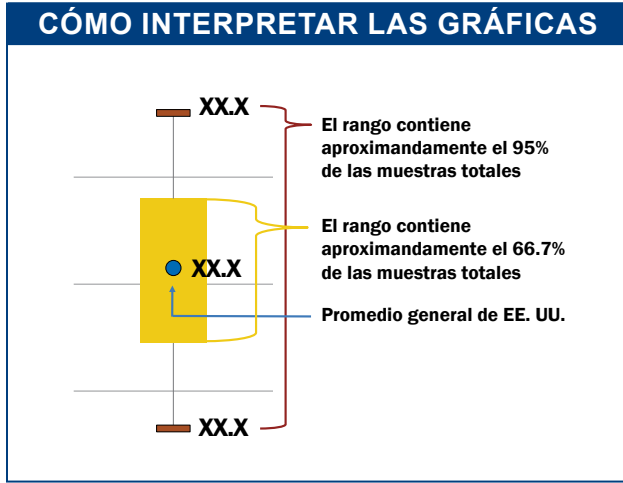 CÓMO INTERPRETAR LAS GRÁFICAS
XX.X
El rango contiene
aproximandamente el 95%
de las muestras totales
El rango contiene
aproximandamente el 66.7%
de las muestras totales
XX.X
Promedio general de EE. UU.
XX.X